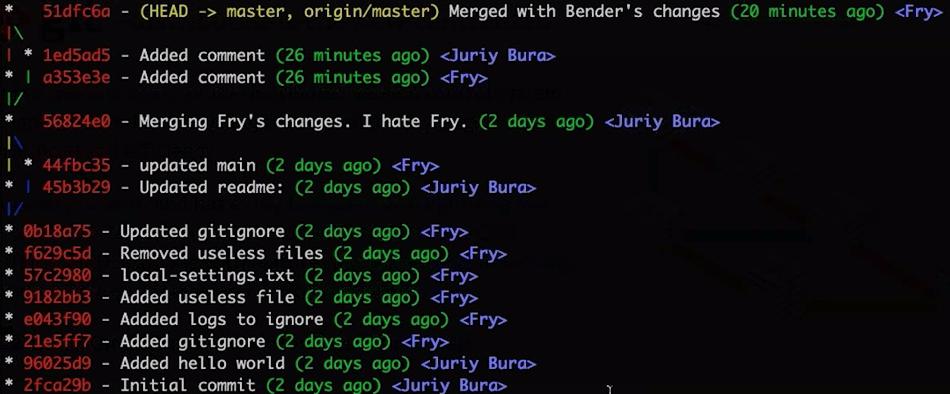 * 51dfc6a - (HEAD -> master, origin/master) Merged with Bender's changes (20 minutes ago) <Fry>
|\
| * 1ed5ad5 - Added comment (26 minutes ago) <Juriy Bura>
* | a353e3e - Added comment (26 minutes ago) <Fry>
|/
* 56824e0 - Merging Fry's changes. I hate Fry. (2 days ago) <Juriy Bura>
|\
| * 44fbc35 - updated main (2 days ago) <Fry>
* | 45b3b29 - Updated readme: (2 days ago) <Juriy Bura>
|/
* 0b18a75 - Updated gitignore (2 days ago) <Fry>
* f629c5d - Removed useless files (2 days ago) <Fry>
* 57c2980 - local-settings.txt (2 days ago) <Fry>
* 9182bb3 - Added useless file (2 days ago) <Fry>
* e043f90 - Addded logs to ignore (2 days ago) <Fry>
* 21e5ff7 - Added gitignore (2 days ago) <Fry>
* 96025d9 - Added hello world (2 days ago) <Juriy Bura>
* 2fca29b - Initial commit (2 days ago) <Juriy Bura>